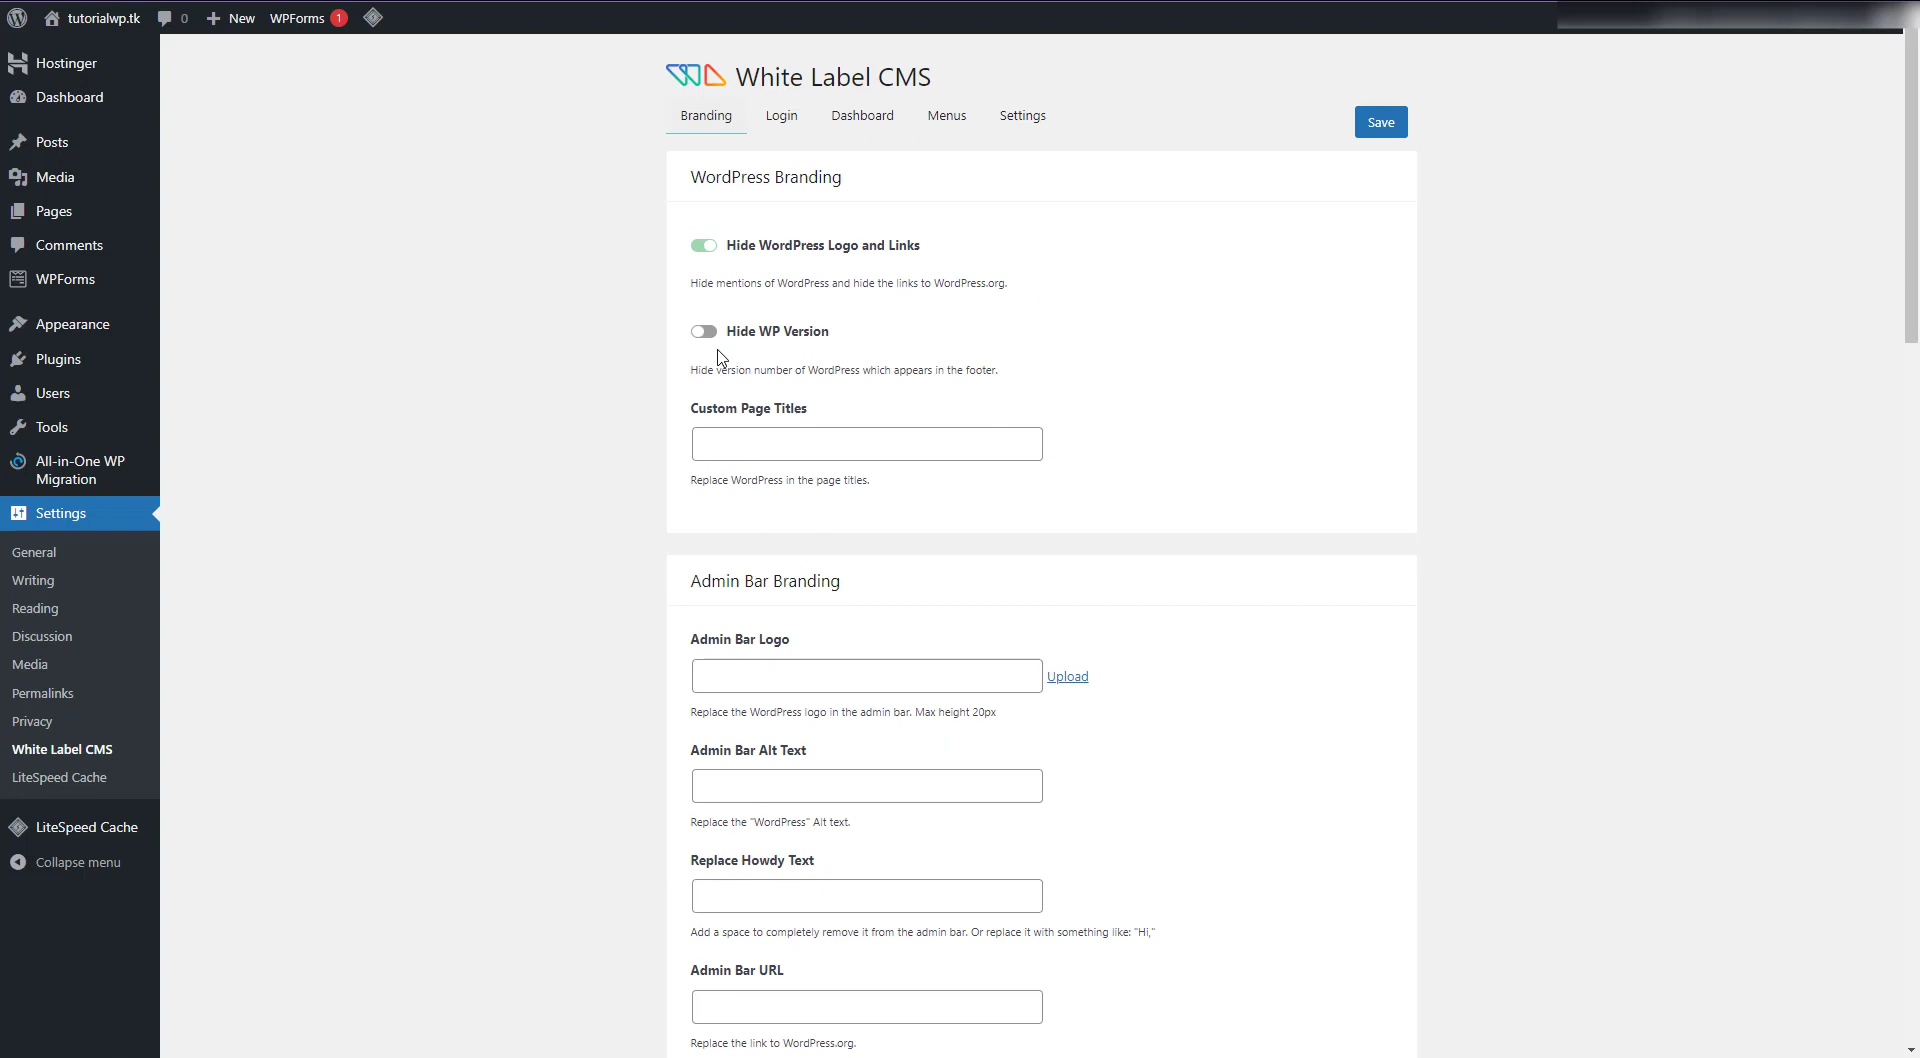 tutorialwp.tk
0
New
WPForms
1
Hostinger
Dashboard
Posts
Media
Pages
Comments
WPForms
Appearance
Plugins
Users
Tools
All-in-One WP
Migration
Settings
General
Writing
Reading
Discussion
Media
Permalinks
Privacy
White Label CMS
LiteSpeed Cache
LiteSpeed Cache
Collapse menu
White Label CMS
Branding
Login
Dashboard
Menus
Settings
Save
WordPress Branding
Hide WordPress Logo and Links
Hide mentions of WordPress and hide the links to WordPress.org.
Hide WP Version
Hide version number of WordPress which appears in the footer.
Custom Page Titles
Replace WordPress in the page titles.
Admin Bar Branding
Admin Bar Logo
Upload
Replace the WordPress logo in the admin bar. Max height 20px
Admin Bar Alt Text
Replace the "WordPress" Alt text.
Replace Howdy Text
Add a space to completely remove it from the admin bar. Or replace it with something like: "Hi,"
Admin Bar URL
Replace the link to WordPress.org.